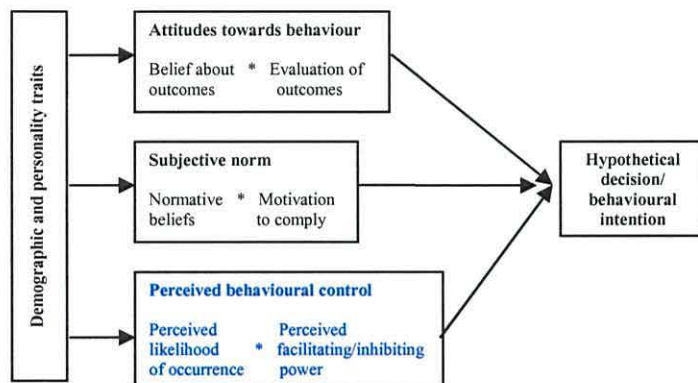 Demographic and personality traits
Attitudes towards behaviour
Belief about * Evaluation of
outcomes outcomes
Subjective norm
Normative * Motivation
beliefs to comply
Perceived behavioural control
Perceived Perceived
likelihood * facilitating/inhibiting
of occurrence power
Hypothetical
decision/
behavioural
intention